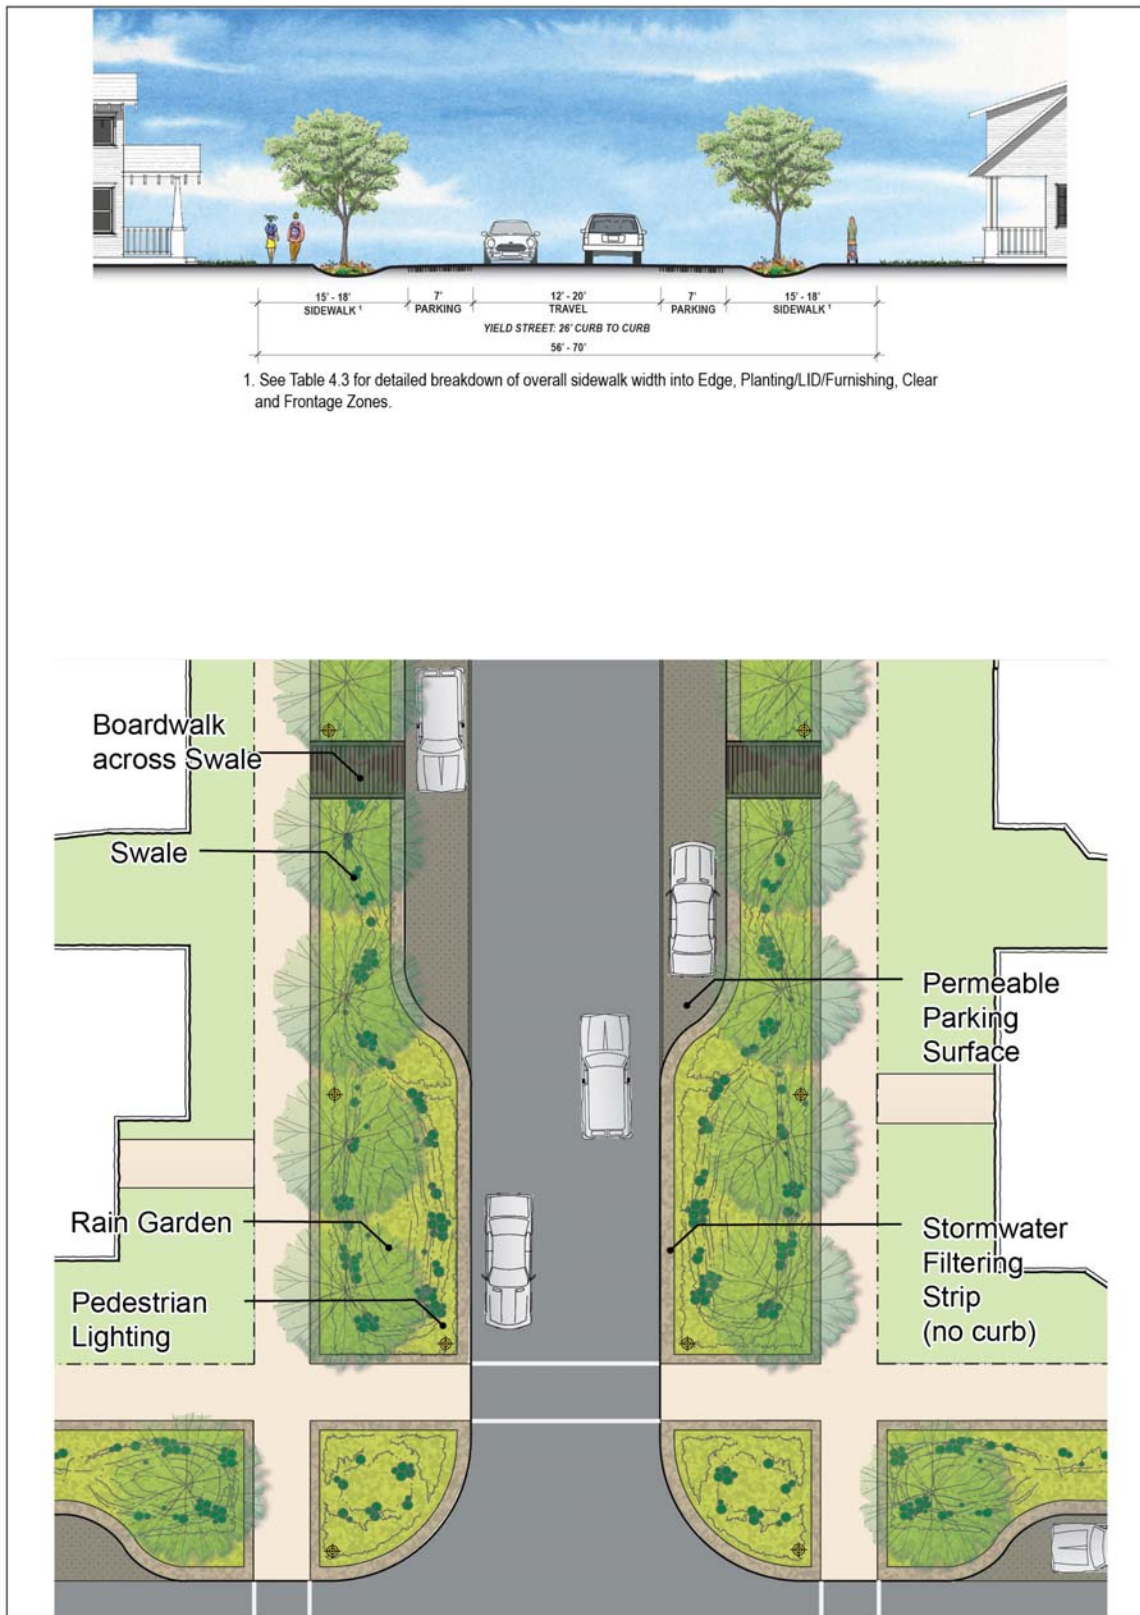 15' - 18'
SIDEWALK ¹
7'
PARKING
12' - 20'
TRAVEL
7'
PARKING
15' - 18'
SIDEWALK ¹
YIELD STREET: 26' CURB TO CURB
56' - 70'
1. See Table 4.3 for detailed breakdown of overall sidewalk width into Edge, Planting/LID/Furnishing, Clear
and Frontage Zones.
Boardwalk
across Swale
Swale
Permeable
Parking
Surface
Rain Garden
Stormwater
Filtering
Strip
(no curb)
Pedestrian
Lighting